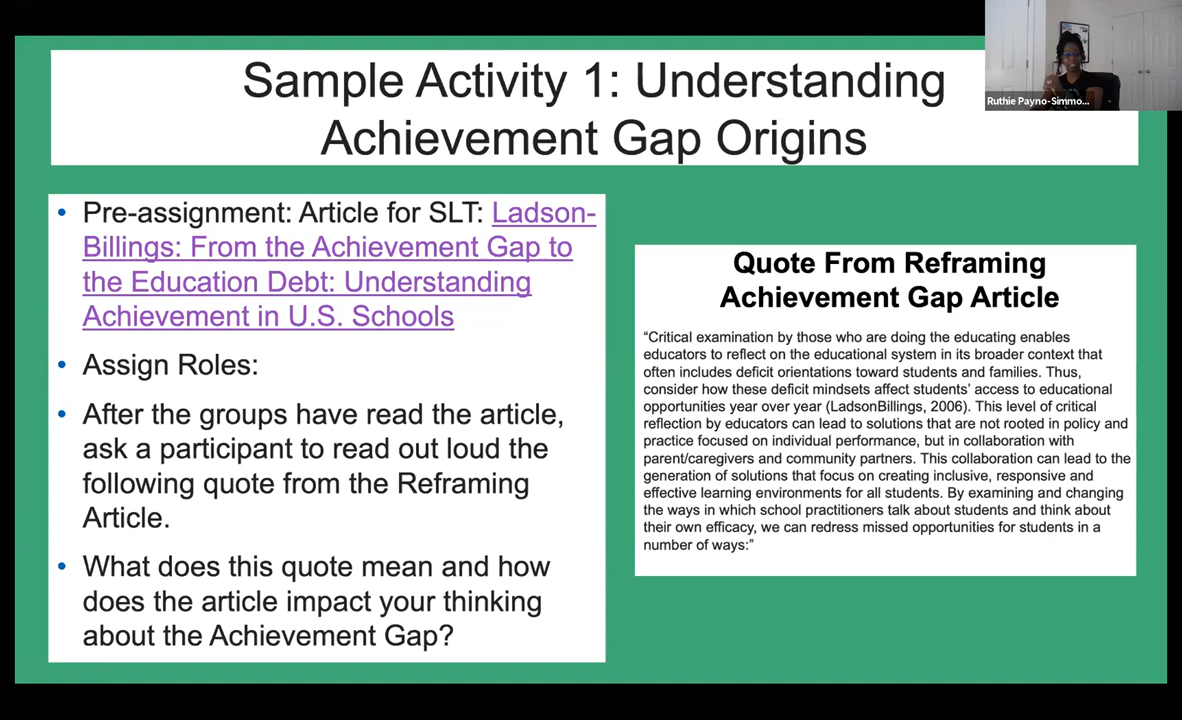 Sample Activity 1: Understanding
Achievement Gap Origins
Ruthie Payno-Simmo...
• Pre-assignment: Article for SLT: Ladson-
Billings: From the Achievement Gap to
the Education Debt: Understanding
Achievement in U.S. Schools
• Assign Roles:
• After the groups have read the article,
ask a participant to read out loud the
following quote from the Reframing
Article.
• What does this quote mean and how
does the article impact your thinking
about the Achievement Gap?
Quote From Reframing
Achievement Gap Article
“Critical examination by those who are doing the educating enables
educators to reflect on the educational system in its broader context that
often includes deficit orientations toward students and families. Thus,
consider how these deficit mindsets affect students’ access to educational
opportunities year over year (LadsonBillings, 2006). This level of critical
reflection by educators can lead to solutions that are not rooted in policy and
practice focused on individual performance, but in collaboration with
parent/caregivers and community partners. This collaboration can lead to the
generation of solutions that focus on creating inclusive, responsive and
effective learning environments for all students. By examining and changing
the ways in which school practitioners talk about students and think about
their own efficacy, we can redress missed opportunities for students in a
number of ways:”